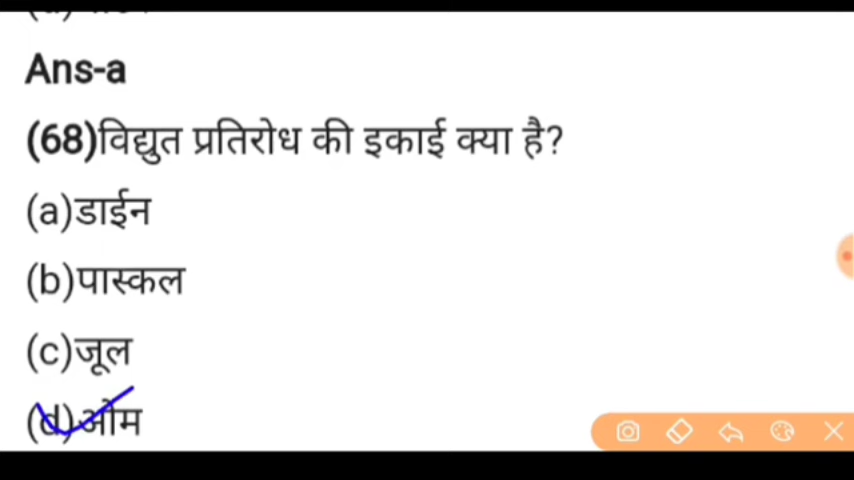 Ans-a
(68)विद्युत प्रतिरोध की इकाई क्या है?
(a)डाईन
(b)पास्कल
(c)जूल
(d)ओम